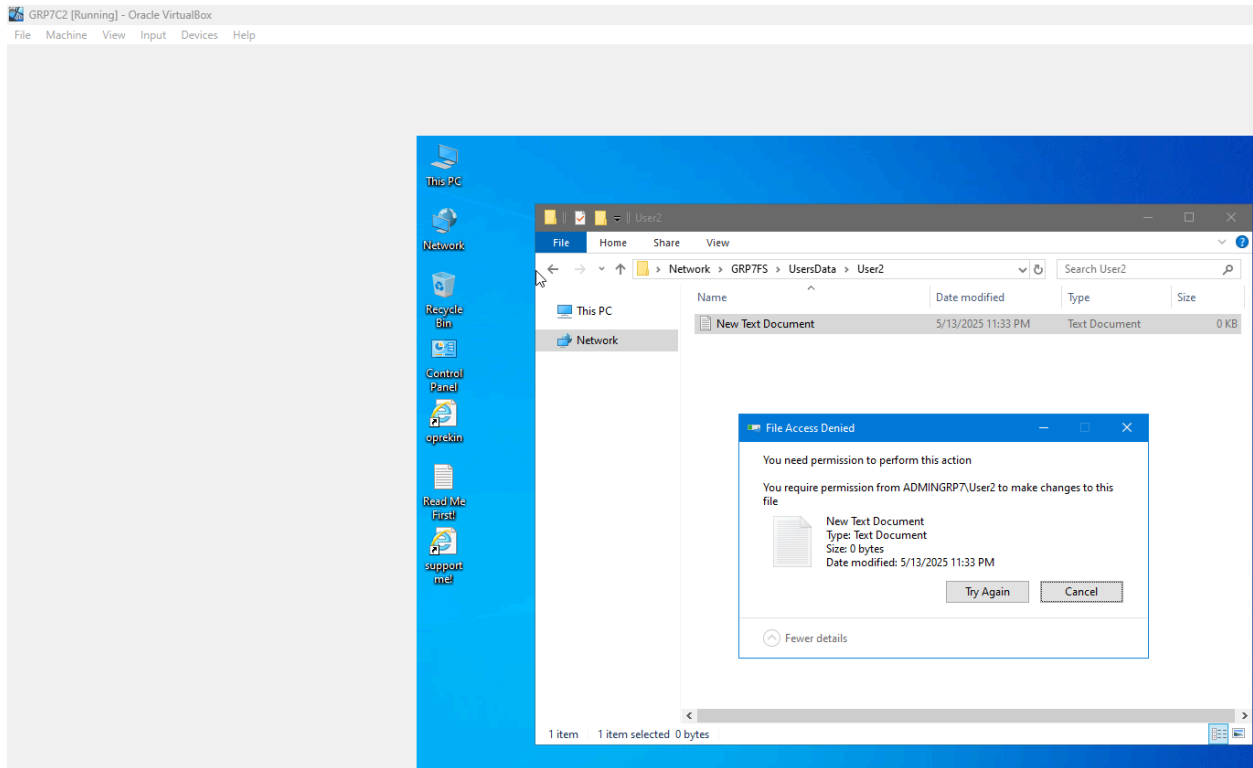 GRP7C2 [Running] - Oracle VirtualBox
File Machine View Input Devices Help
This PC
Network
Recycle
Bin
Control
Panel
oprekin
Read Me
First!
support
me!
User2
File Home Share View
Network > GRP7FS > UsersData > User2
Search User2
This PC
Network
Name Date modified Type Size
New Text Document 5/13/2025 11:33 PM Text Document 0 KB
File Access Denied
You need permission to perform this action
You require permission from ADMINGRP7\User2 to make changes to this
file
New Text Document
Type: Text Document
Size: 0 bytes
Date modified: 5/13/2025 11:33 PM
Try Again Cancel
Fewer details
1 item 1 item selected 0 bytes